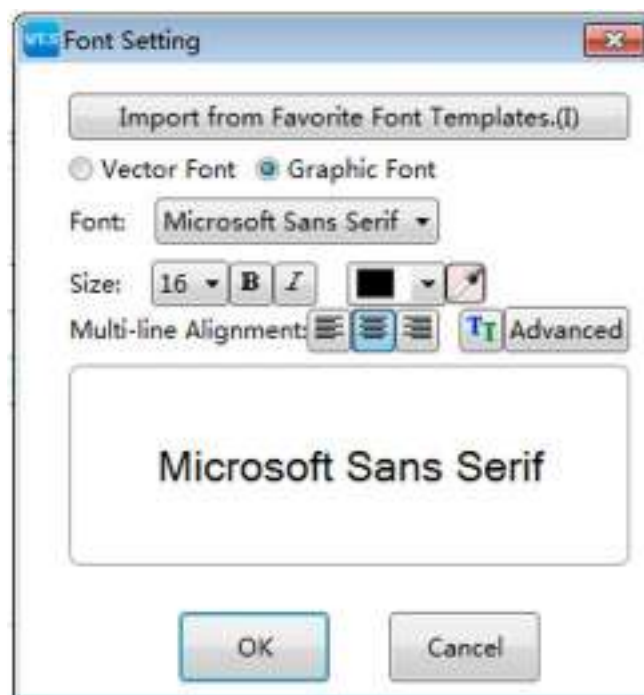 Font Setting
Import from Favorite Font Templates.(I)
Vector Font Graphic Font
Font: Microsoft Sans Serif
Size: 16 B I
Multi-line Alignment: TT Advanced
Microsoft Sans Serif
OK Cancel